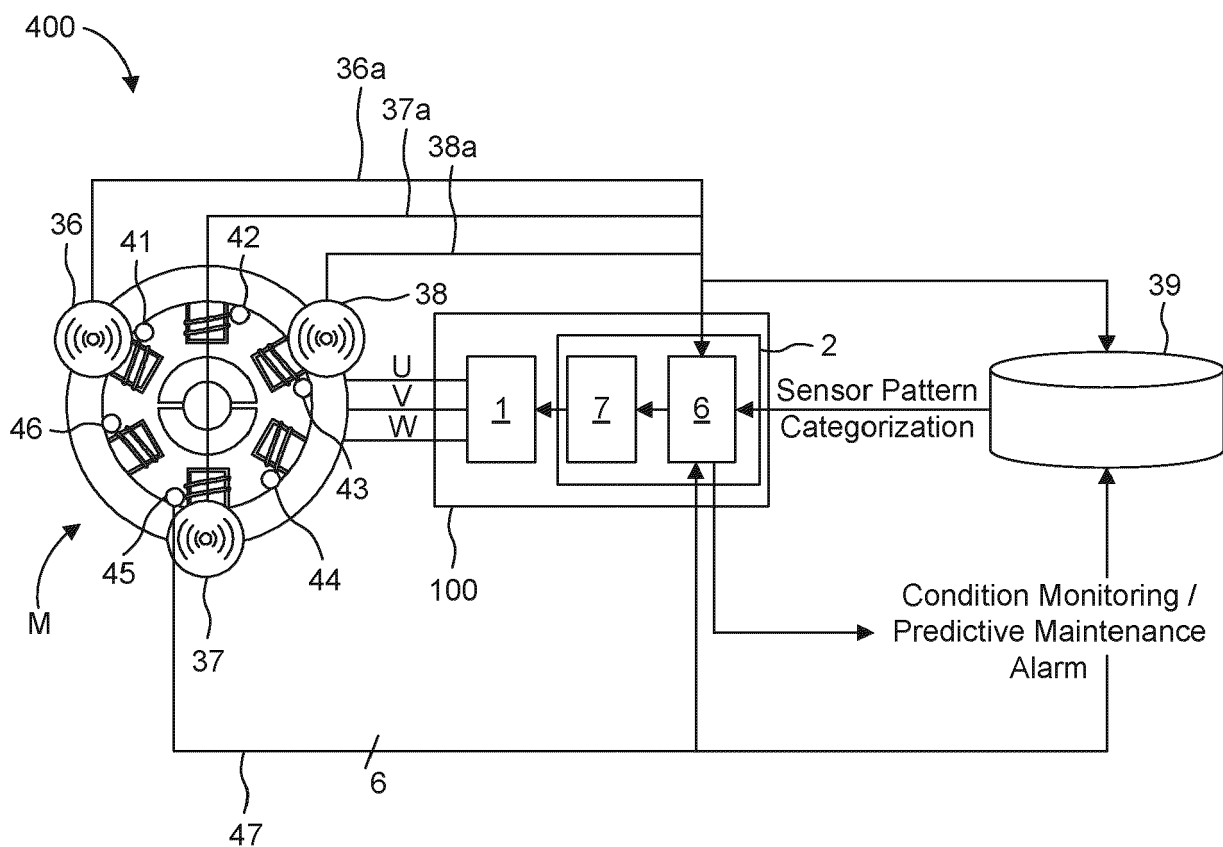 400
36a
37a
38a
36
41
42
38
39
2
U
V
W
1
7
6
Sensor Pattern
Categorization
46
43
45
44
100
M
37
Condition Monitoring /
Predictive Maintenance
Alarm
6
47